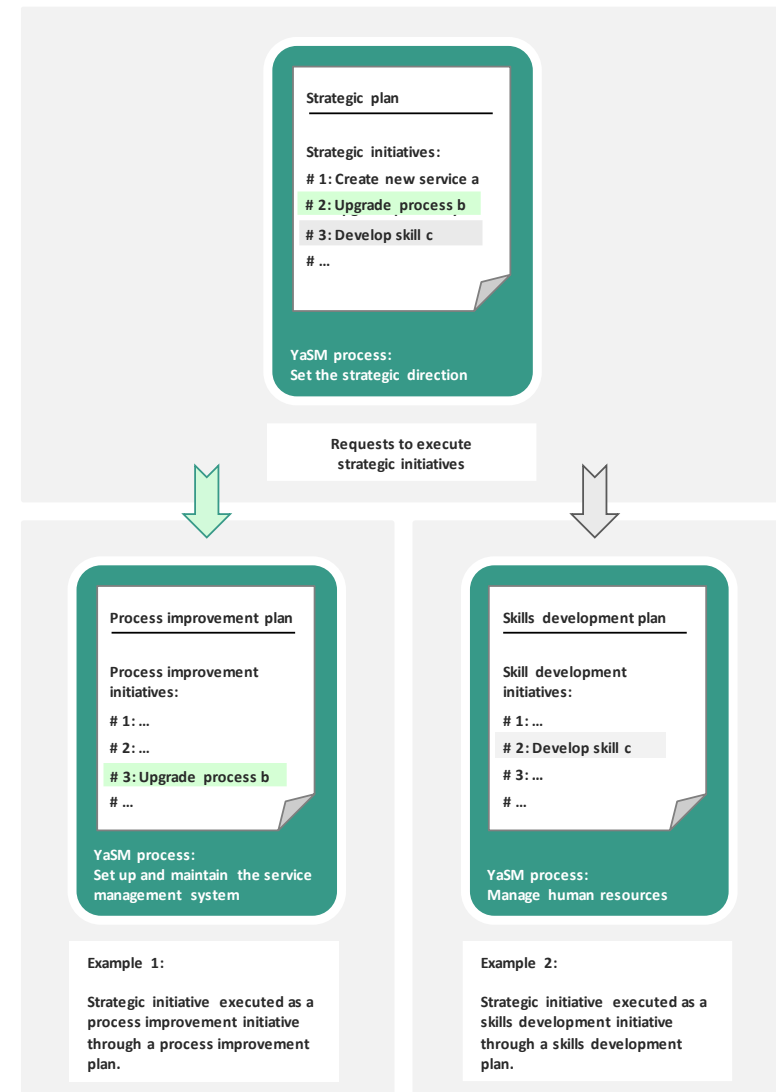 Strategic plan
Strategic initiatives:
# 1: Create new service a
# 2: Upgrade process b
# 3: Develop skill c
# ...
YaSM process:
Set the strategic direction
Requests to execute
strategic initiatives
Process improvement plan
Process improvement
initiatives:
# 1: ...
# 2: ...
# 3: Upgrade process b
# ...
YaSM process:
Set up and maintain the service
management system
Skills development plan
Skill development
initiatives:
# 1: ...
# 2: Develop skill c
# 3: ...
# ...
YaSM process:
Manage human resources
Example 1:
Strategic initiative executed as a
process improvement initiative
through a process improvement
plan.
Example 2:
Strategic initiative executed as a
skills development initiative
through a skills development
plan.